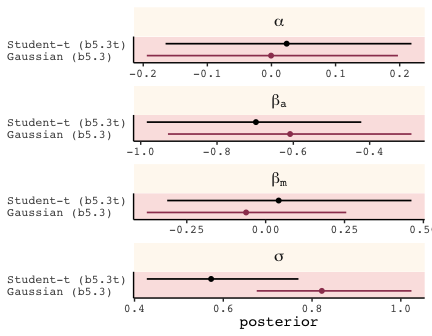 α
Student-t (b5.3t)
Gaussian (b5.3)
-0.2 -0.1 0.0 0.1 0.2
βa
Student-t (b5.3t)
Gaussian (b5.3)
-1.0 -0.8 -0.6 -0.4
βm
Student-t (b5.3t)
Gaussian (b5.3)
-0.25 0.00 0.25 0.50
σ
Student-t (b5.3t)
Gaussian (b5.3)
0.4 0.6 0.8 1.0
posterior